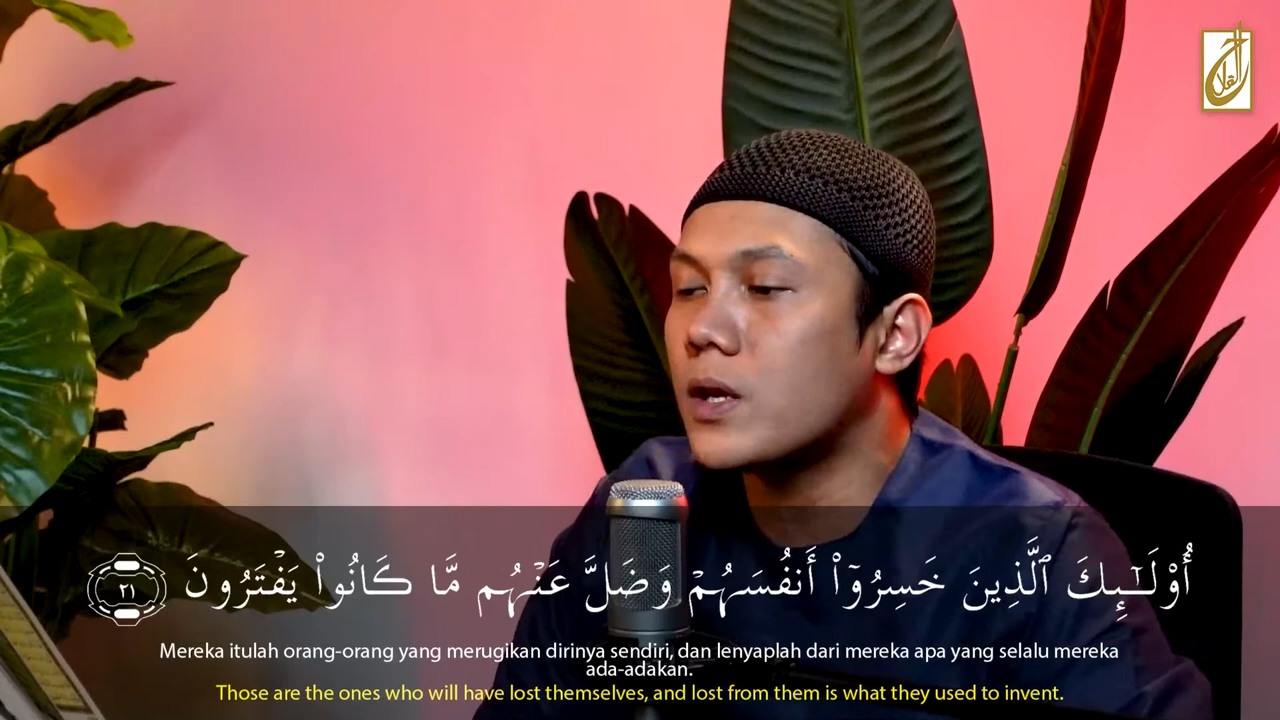 أُو۟لَـٰٓئِكَ ٱلَّذِينَ خَسِرُوٓا۟ أَنفُسَهُمْ وَضَلَّ عَنْهُم مَّا كَانُوا۟ يَفْتَرُونَ ٢١
Mereka itulah orang-orang yang merugikan dirinya sendiri, dan lenyaplah dari mereka apa yang selalu mereka
ada-adakan.
Those are the ones who will have lost themselves, and lost from them is what they used to invent.